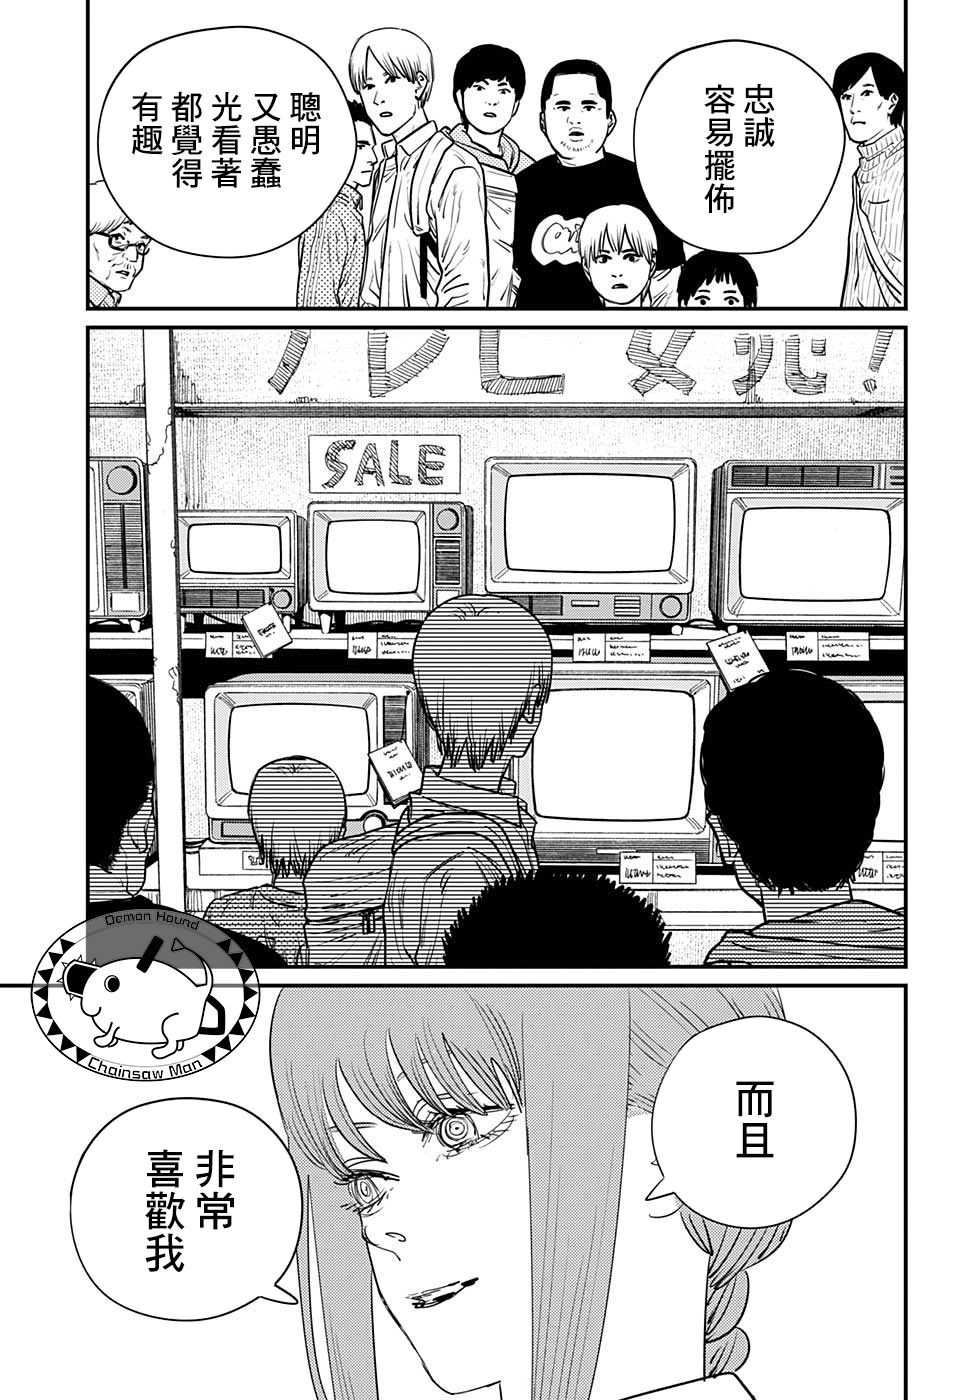 忠誠
容易擺佈
聰明
又愚蠢
光看著
都覺得
有趣
SALE
Demon Hound
Chainsaw Man
而且
非常
喜歡我